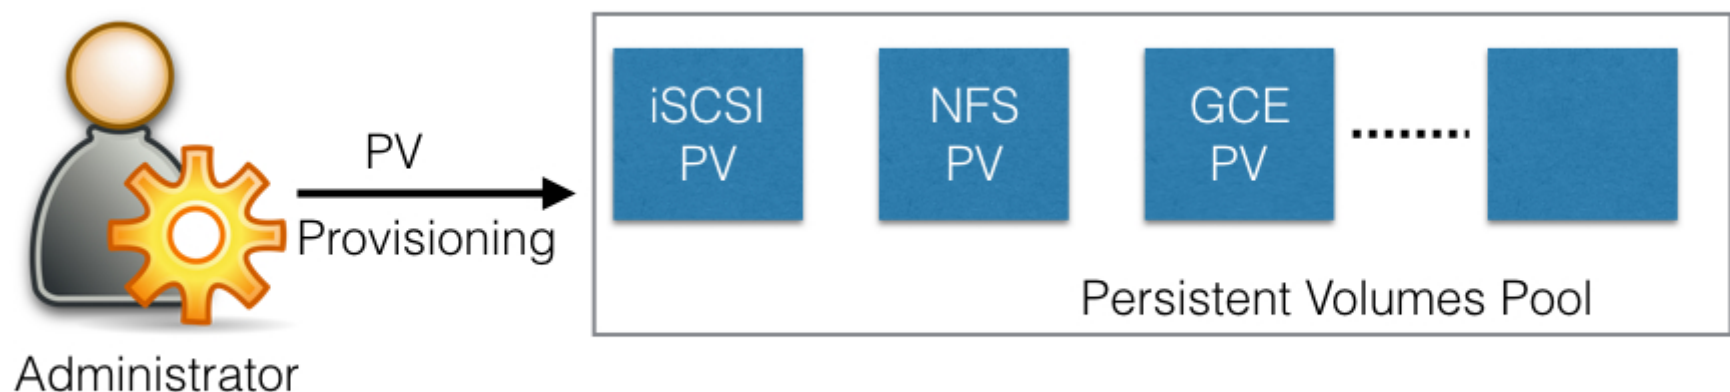 PV
Provisioning
Administrator
iSCSI
PV
NFS
PV
GCE
PV
Persistent Volumes Pool